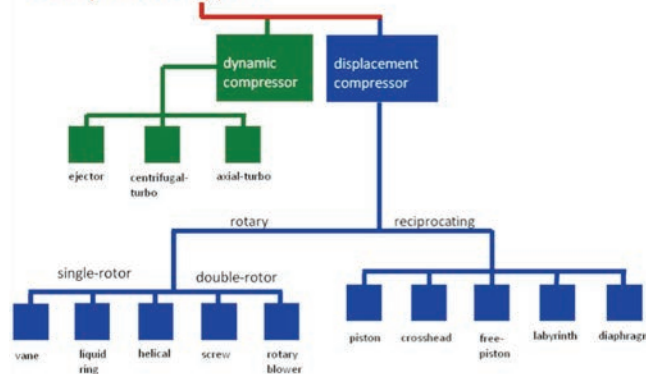 dynamic
compressor
displacement
compressor
ejector
centrifugal-
turbo
axial-turbo
rotary
reciprocating
single-rotor
double-rotor
vane
liquid
ring
helical
screw
rotary
blower
piston
crosshead
free-
piston
labyrinth